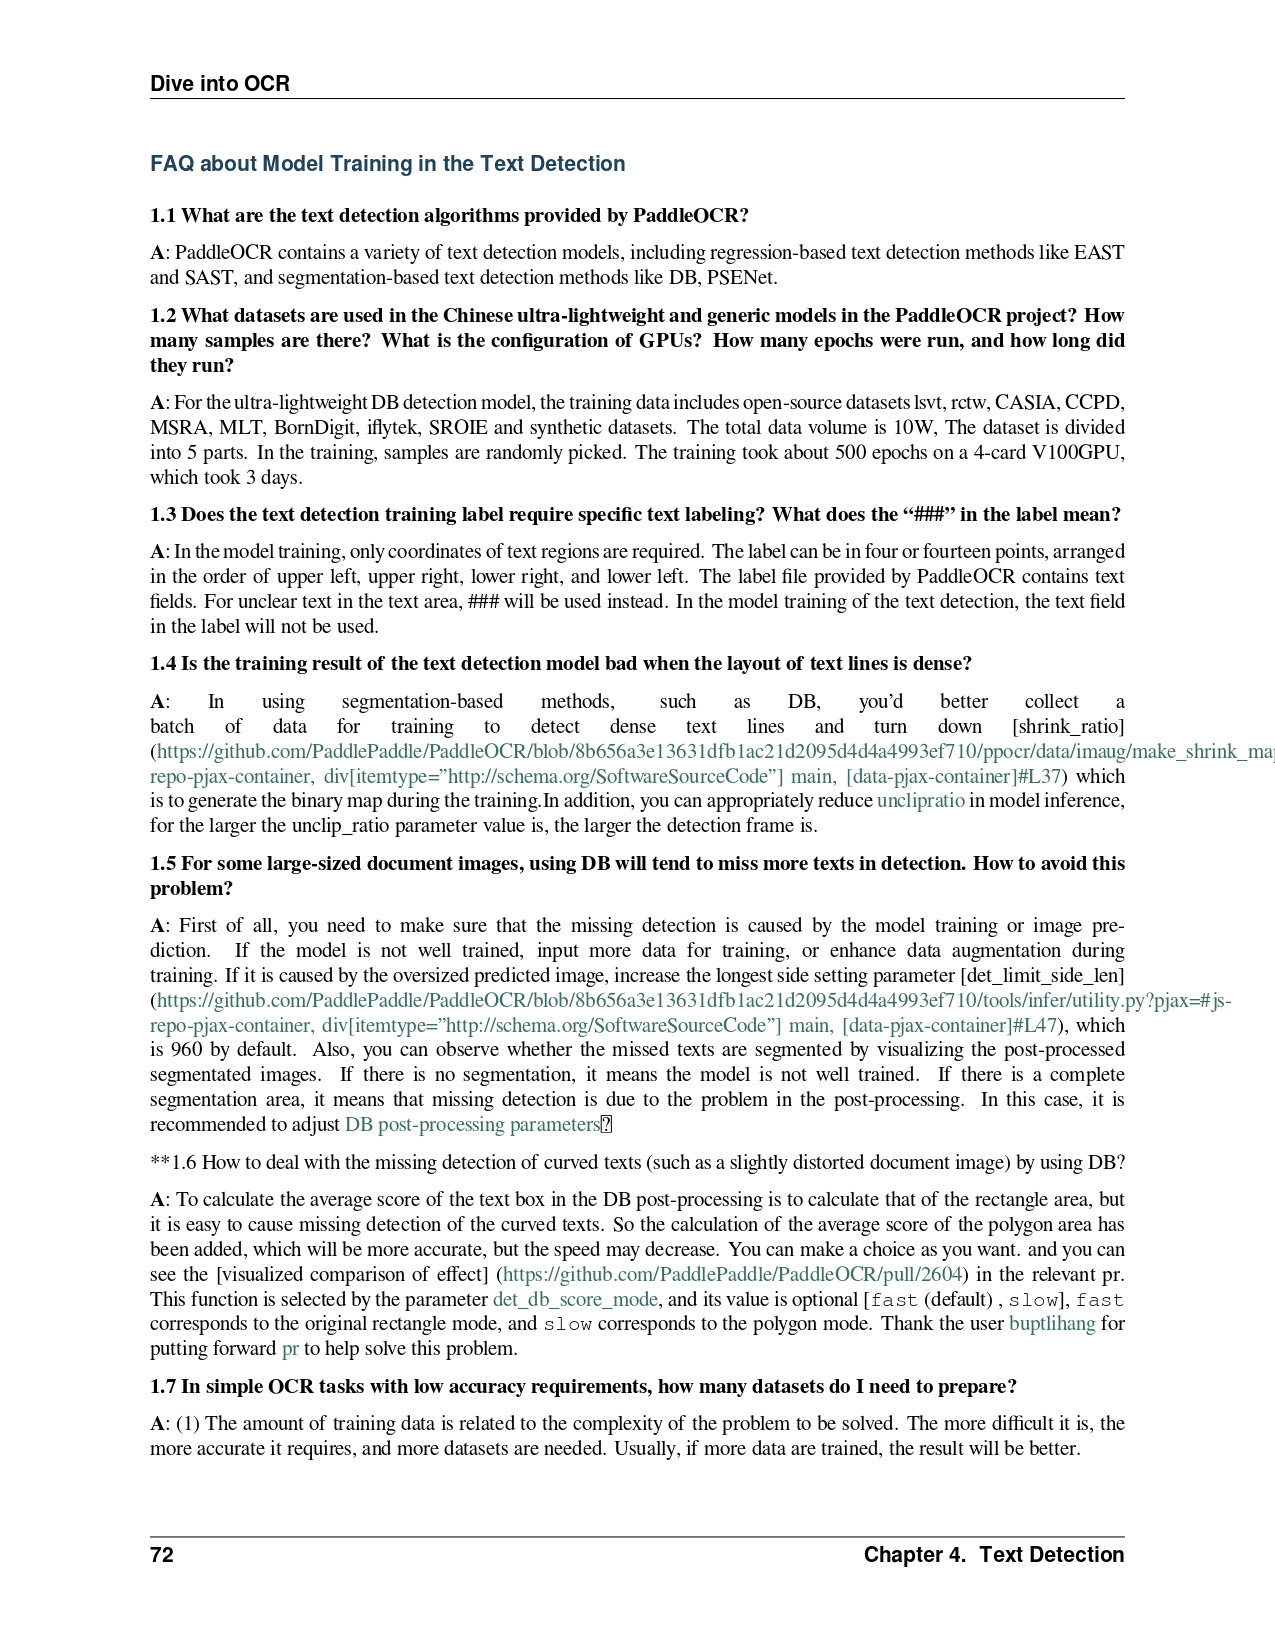 Dive into OCR
FAQ about Model Training in the Text Detection
1.1 What are the text detection algorithms provided by PaddleOCR?
A: PaddleOCR contains a variety of text detection models, including regression-based text detection methods like EAST
and SAST, and segmentation-based text detection methods like DB, PSENet.
1.2 What datasets are used in the Chinese ultra-lightweight and generic models in the PaddleOCR project? How
many samples are there? What is the configuration of GPUs? How many epochs were run, and how long did
they run?
A: For the ultra-lightweight DB detection model, the training data includes open-source datasets lsvt, rctw, CASIA, CCPD,
MSRA, MLT, BornDigit, iflytek, SROIE and synthetic datasets. The total data volume is 10W, The dataset is divided
into 5 parts. In the training, samples are randomly picked. The training took about 500 epochs on a 4-card V100GPU,
which took 3 days.
1.3 Does the text detection training label require specific text labeling? What does the “###” in the label mean?
A: In the model training, only coordinates of text regions are required. The label can be in four or fourteen points, arranged
in the order of upper left, upper right, lower right, and lower left. The label file provided by PaddleOCR contains text
fields. For unclear text in the text area, ### will be used instead. In the model training of the text detection, the text field
in the label will not be used.
1.4 Is the training result of the text detection model bad when the layout of text lines is dense?
A: In using segmentation-based methods, such as DB, you’d better collect a
batch of data for training to detect dense text lines and turn down [shrink_ratio]
(https://github.com/PaddlePaddle/PaddleOCR/blob/8b656a3e13631dfb1ac21d2095d4d4a4993ef710/ppocr/data/imaug/make_shrink_map
repo-pjax-container, div[itemtype=”http://schema.org/SoftwareSourceCode”] main, [data-pjax-container]#L37) which
is to generate the binary map during the training.In addition, you can appropriately reduce unclipratio in model inference,
for the larger the unclip_ratio parameter value is, the larger the detection frame is.
1.5 For some large-sized document images, using DB will tend to miss more texts in detection. How to avoid this
problem?
A: First of all, you need to make sure that the missing detection is caused by the model training or image pre-
diction. If the model is not well trained, input more data for training, or enhance data augmentation during
training. If it is caused by the oversized predicted image, increase the longest side setting parameter [det_limit_side_len]
(https://github.com/PaddlePaddle/PaddleOCR/blob/8b656a3e13631dfb1ac21d2095d4d4a4993ef710/tools/infer/utility.py?pjax=#js-
repo-pjax-container, div[itemtype=”http://schema.org/SoftwareSourceCode”] main, [data-pjax-container]#L47), which
is 960 by default. Also, you can observe whether the missed texts are segmented by visualizing the post-processed
segmentated images. If there is no segmentation, it means the model is not well trained. If there is a complete
segmentation area, it means that missing detection is due to the problem in the post-processing. In this case, it is
recommended to adjust DB post-processing parameters⍰
**1.6 How to deal with the missing detection of curved texts (such as a slightly distorted document image) by using DB?
A: To calculate the average score of the text box in the DB post-processing is to calculate that of the rectangle area, but
it is easy to cause missing detection of the curved texts. So the calculation of the average score of the polygon area has
been added, which will be more accurate, but the speed may decrease. You can make a choice as you want. and you can
see the [visualized comparison of effect] (https://github.com/PaddlePaddle/PaddleOCR/pull/2604) in the relevant pr.
This function is selected by the parameter det_db_score_mode, and its value is optional [fast (default) , slow], fast
corresponds to the original rectangle mode, and slow corresponds to the polygon mode. Thank the user buptlihang for
putting forward pr to help solve this problem.
1.7 In simple OCR tasks with low accuracy requirements, how many datasets do I need to prepare?
A: (1) The amount of training data is related to the complexity of the problem to be solved. The more difficult it is, the
more accurate it requires, and more datasets are needed. Usually, if more data are trained, the result will be better.
72 Chapter 4. Text Detection